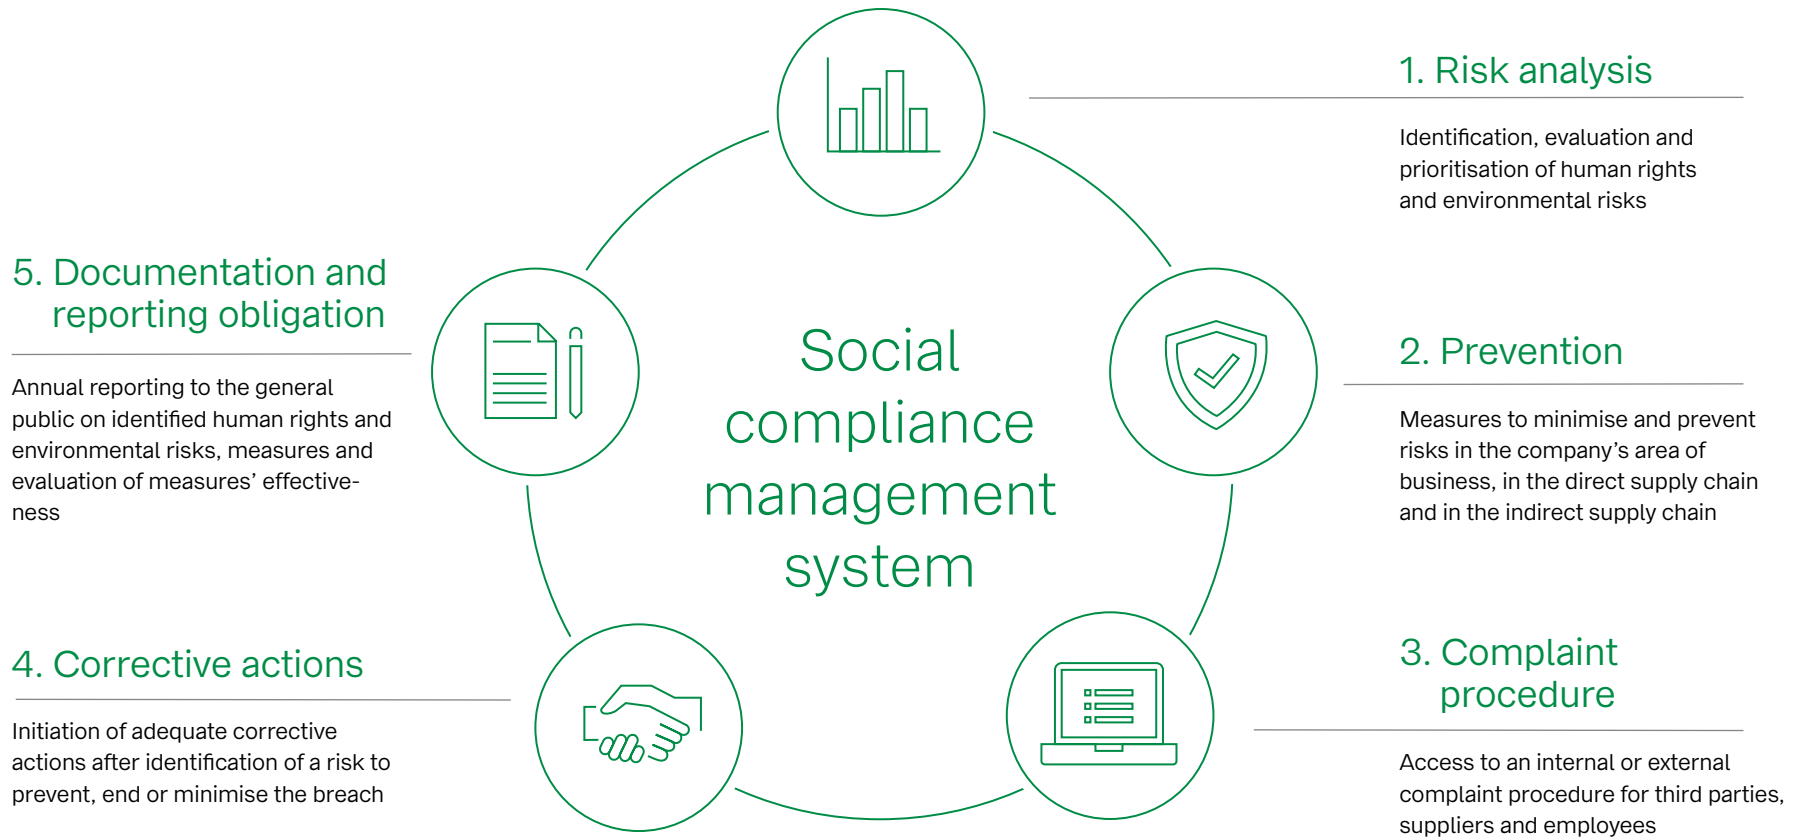 1. Risk analysis
Identification, evaluation and
prioritisation of human rights
and environmental risks
2. Prevention
Measures to minimise and prevent
risks in the company’s area of
business, in the direct supply chain
and in the indirect supply chain
3. Complaint
procedure
Access to an internal or external
complaint procedure for third parties,
suppliers and employees
4. Corrective actions
Initiation of adequate corrective
actions after identification of a risk to
prevent, end or minimise the breach
5. Documentation and
reporting obligation
Annual reporting to the general
public on identified human rights and
environmental risks, measures and
evaluation of measures’ effective-
ness
Social
compliance
management
system